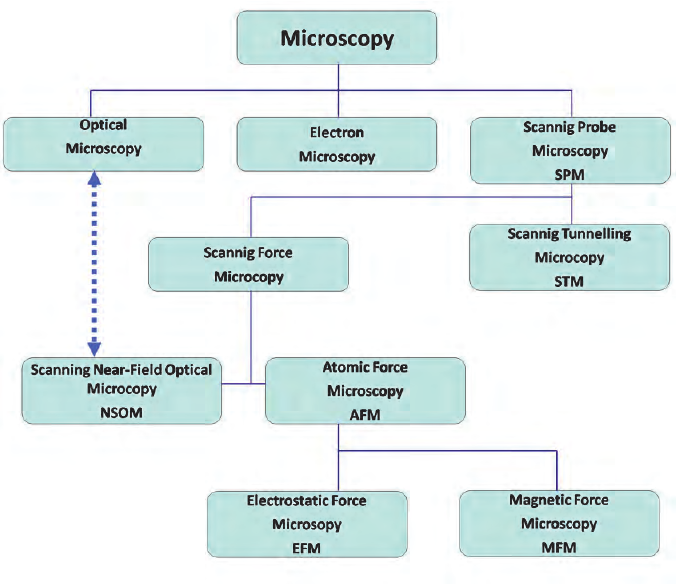 Microscopy
Optical
Microscopy
Electron
Microscopy
Scannig Probe
Microscopy
SPM
Scannig Force
Microcopy
Scannig Tunnelling
Microcopy
STM
Scanning Near-Field Optical
Microcopy
NSOM
Atomic Force
Microscopy
AFM
Electrostatic Force
Microsopy
EFM
Magnetic Force
Microscopy
MFM